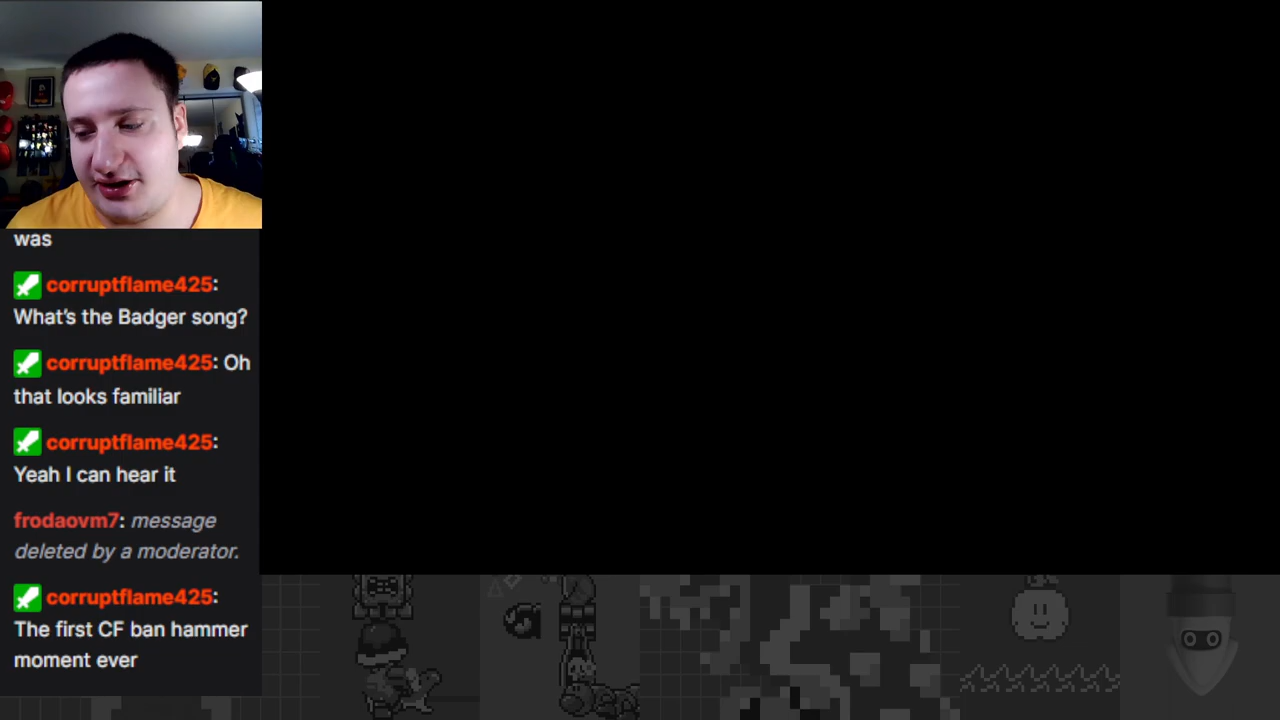 was
corruptflame425:
What's the Badger song?
corruptflame425: Oh
that looks familiar
corruptflame425:
Yeah I can hear it
frodaovm7: message
deleted by a moderator.
corruptflame425:
The first CF ban hammer
moment ever